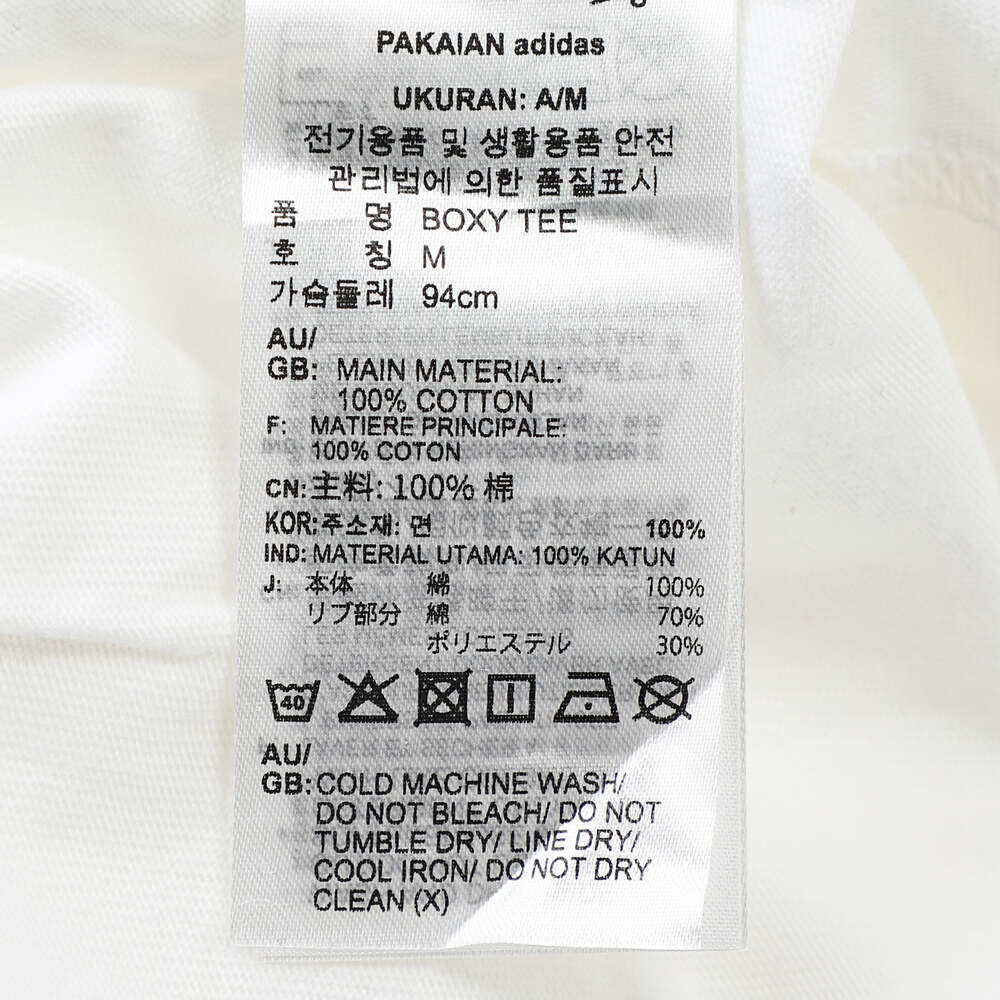 PAKAIAN adidas
UKURAN: A/M
전기용품 및 생활용품 안전
관리법에 의한 품질표시
품 명 BOXY TEE
호 칭 M
가슴둘레 94cm
AU/
GB: MAIN MATERIAL:
100% COTTON
F: MATIERE PRINCIPALE:
100% COTON
CN: 主料: 100% 棉
KOR: 주소재: 면 100%
IND: MATERIAL UTAMA: 100% KATUN
J: 本体 綿 100%
リブ部分 綿 70%
ポリエステル 30%
40
AU/
GB: COLD MACHINE WASH/
DO NOT BLEACH/ DO NOT
TUMBLE DRY/ LINE DRY/
COOL IRON/ DO NOT DRY
CLEAN (X)